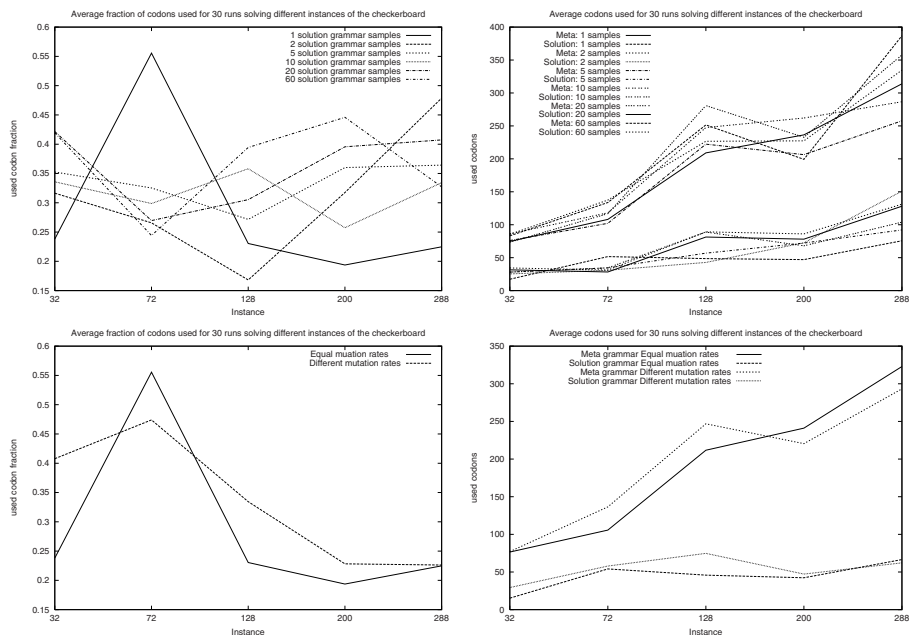 Average fraction of codons used for 30 runs solving different instances of the checkerboard
0.6
0.55
0.5
0.45
0.4
0.35
0.3
0.25
0.2
0.15
used codon fraction
1 solution grammar samples
2 solution grammar samples
5 solution grammar samples
10 solution grammar samples
20 solution grammar samples
60 solution grammar samples
32 72 128 200 288
Instance
Average codons used for 30 runs solving different instances of the checkerboard
400
350
300
250
200
150
100
50
0
used codons
Meta: 1 samples
Solution: 1 samples
Meta: 2 samples
Solution: 2 samples
Meta: 5 samples
Solution: 5 samples
Meta: 10 samples
Solution: 10 samples
Meta: 20 samples
Solution: 20 samples
Meta: 60 samples
Solution: 60 samples
32 72 128 200 288
Instance
Average fraction of codons used for 30 runs solving different instances of the checkerboard
0.6
0.55
0.5
0.45
0.4
0.35
0.3
0.25
0.2
0.15
used codon fraction
Equal muation rates
Different mutation rates
32 72 128 200 288
Instance
Average codons used for 30 runs solving different instances of the checkerboard
350
300
250
200
150
100
50
0
used codons
Meta grammar Equal muation rates
Solution grammar Equal muation rates
Meta grammar Different mutation rates
Solution grammar Different mutation rates
32 72 128 200 288
Instance